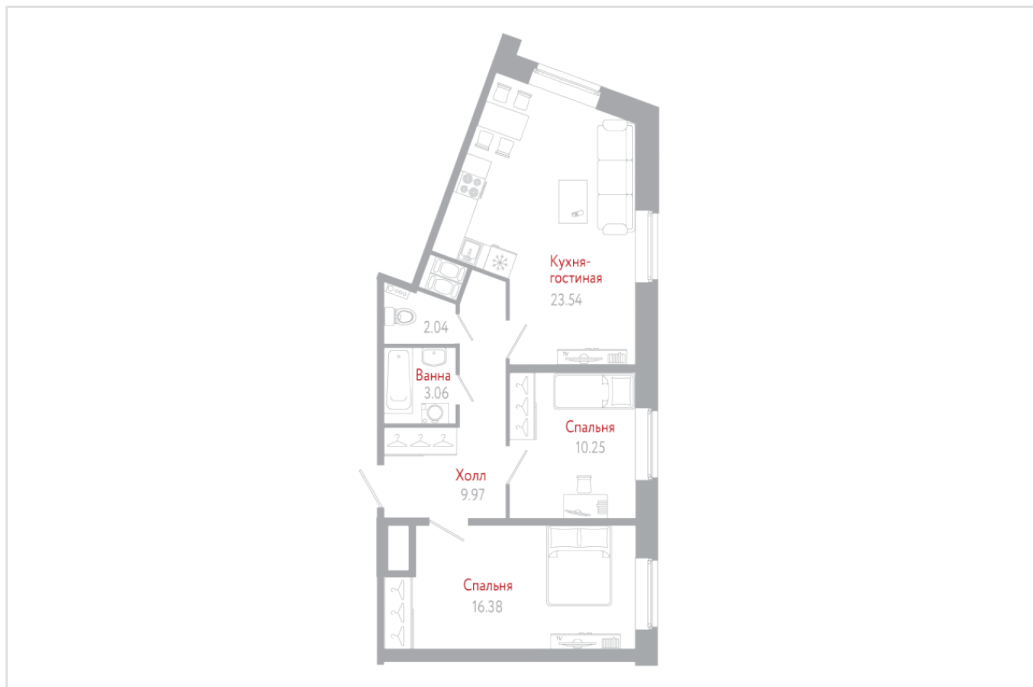 Кухня-
гостиная
23.54
2.04
Ванна
3.06
Спальня
10.25
Холл
9.97
Спальня
16.38